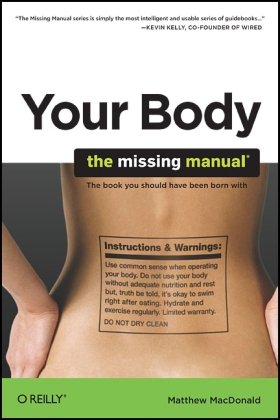 "The Missing Manual series is simply the most intelligent and usable series of guidebooks..."
—KEVIN KELLY, CO-FOUNDER OF WIRED
Your Body
the missing manual®
The book you should have been born with
Instructions & Warnings:
Use common sense when operating
your body. Do not use your body
without adequate nutrition and rest
but, truth be told, it's okay to swim
right after eating. Hydrate and
exercise regularly. Limited warranty.
DO NOT DRY CLEAN
O REILLY®
Matthew MacDonald